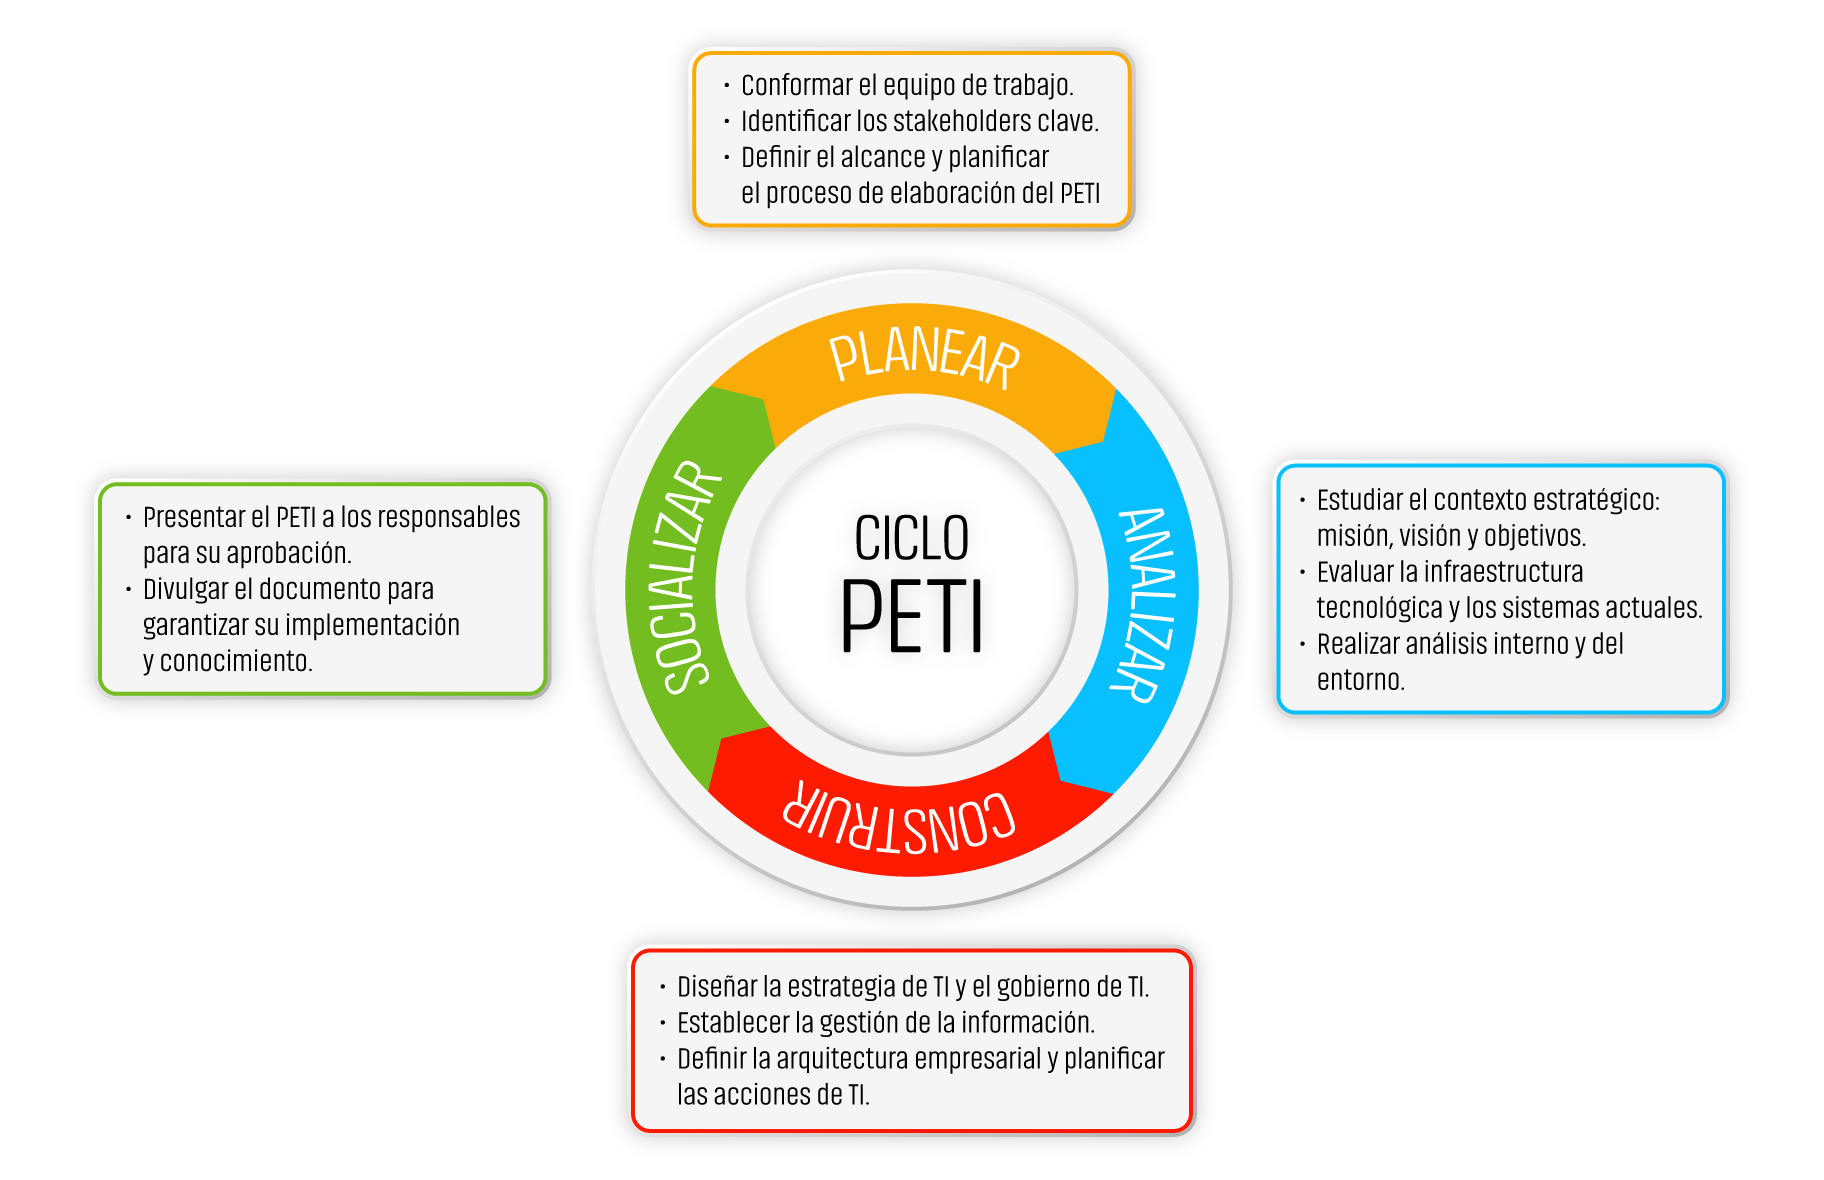 • Conformar el equipo de trabajo.
• Identificar los stakeholders clave.
• Definir el alcance y planificar
el proceso de elaboración del PETI
PLANEAR
ANALIZAR
CONSTRUIR
SOCIALIZAR
CICLO
PETI
• Estudiar el contexto estratégico:
misión, visión y objetivos.
• Evaluar la infraestructura
tecnológica y los sistemas actuales.
• Realizar análisis interno y del
entorno.
• Diseñar la estrategia de TI y el gobierno de TI.
• Establecer la gestión de la información.
• Definir la arquitectura empresarial y planificar
las acciones de TI.
• Presentar el PETI a los responsables
para su aprobación.
• Divulgar el documento para
garantizar su implementación
y conocimiento.